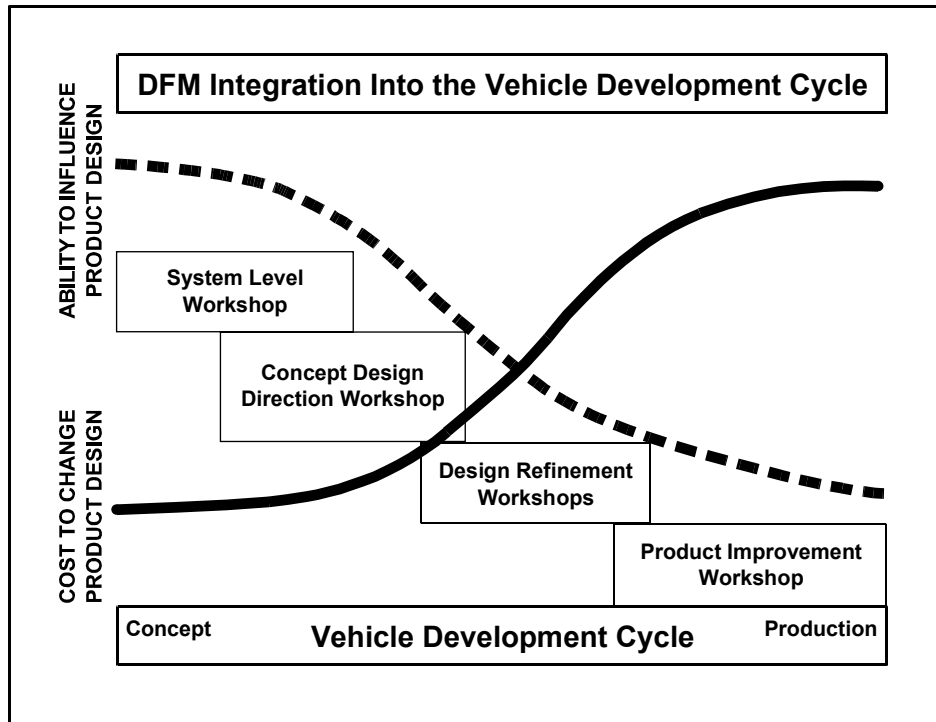 DFM Integration Into the Vehicle Development Cycle
ABILITY TO INFLUENCE
PRODUCT DESIGN
System Level
Workshop
Concept Design
Direction Workshop
COST TO CHANGE
PRODUCT DESIGN
Design Refinement
Workshops
Product Improvement
Workshop
Concept
Vehicle Development Cycle
Production